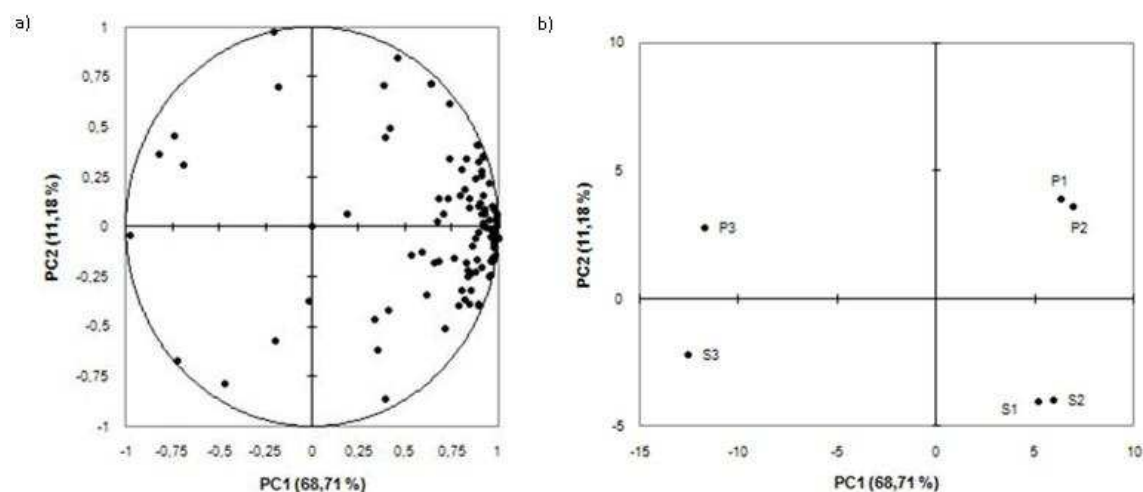 a)
1
0,75
0,5
0,25
0
-0,25
-0,5
-0,75
-1
PC2 (11,18 %)
-1 -0,75 -0,5 -0,25 0 0,25 0,5 0,75 1
PC1 (68,71 %)
b)
10
5
0
-5
PC2 (11,18 %)
P1
P2
P3
S3
S1 S2
-15 -10 -5 0 5 10
PC1 (68,71 %)